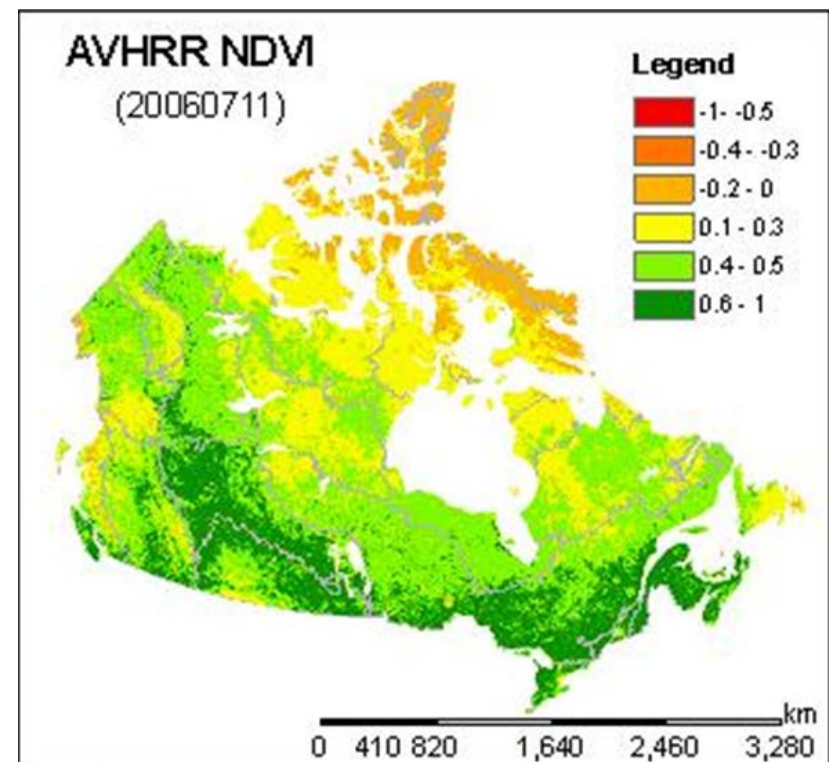 AVHRR NDVI
(20060711)
Legend
-1- -0.5
-0.4- -0.3
-0.2 - 0
0.1 - 0.3
0.4 - 0.5
0.6 - 1
km
0 410 820 1,640 2,460 3,280